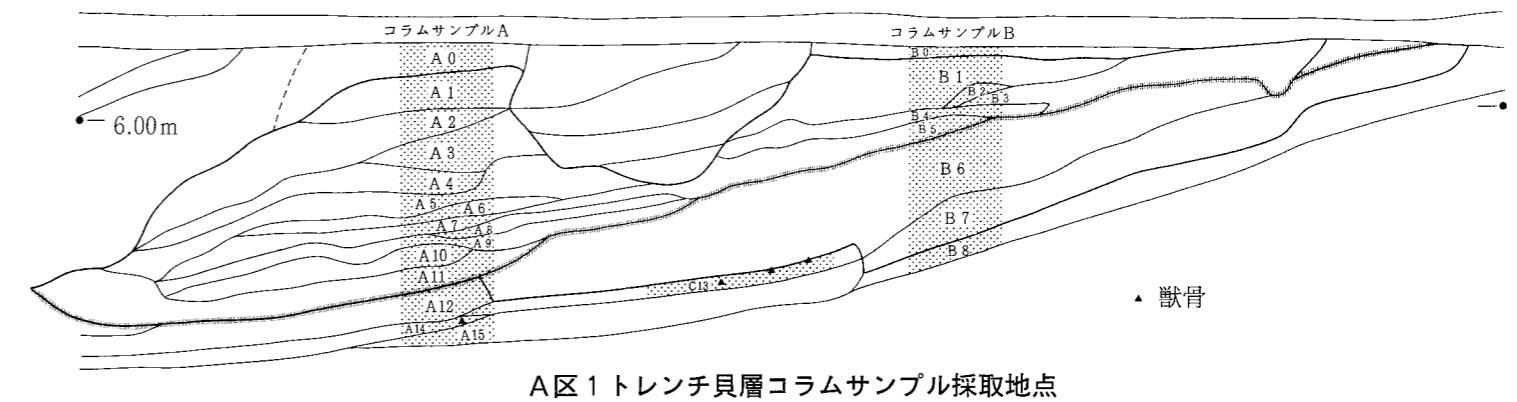 コラムサンプルA
コラムサンプルB
A0
A1
A2
A3
A4
A5
A6
A7
A8
A9
A10
A11
A12
A14
A15
C13
B0
B1
B2
B3
B4
B5
B6
B7
B8
6.00m
▲ 獣骨
A区1トレンチ貝層コラムサンプル採取地点